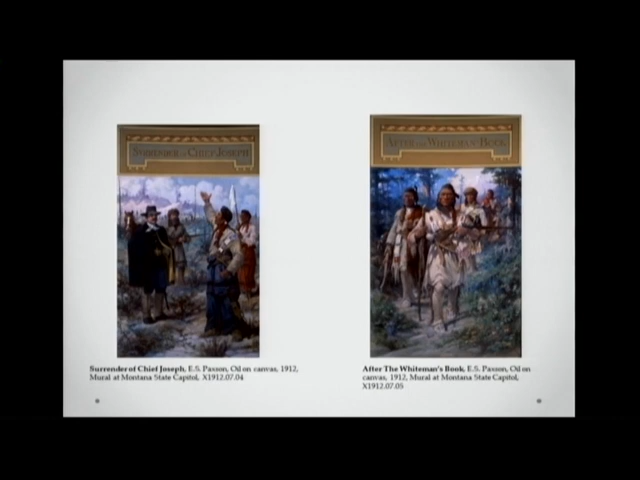 SURRENDER OF CHIEF JOSEPH
AFTER THE WHITEMAN'S BOOK
Surrender of Chief Joseph, E.S. Paxson, Oil on canvas, 1912,
Mural at Montana State Capitol, X1912.07.04
After The Whiteman's Book, E.S. Paxson, Oil on
canvas, 1912, Mural at Montana State Capitol,
X1912.07.05